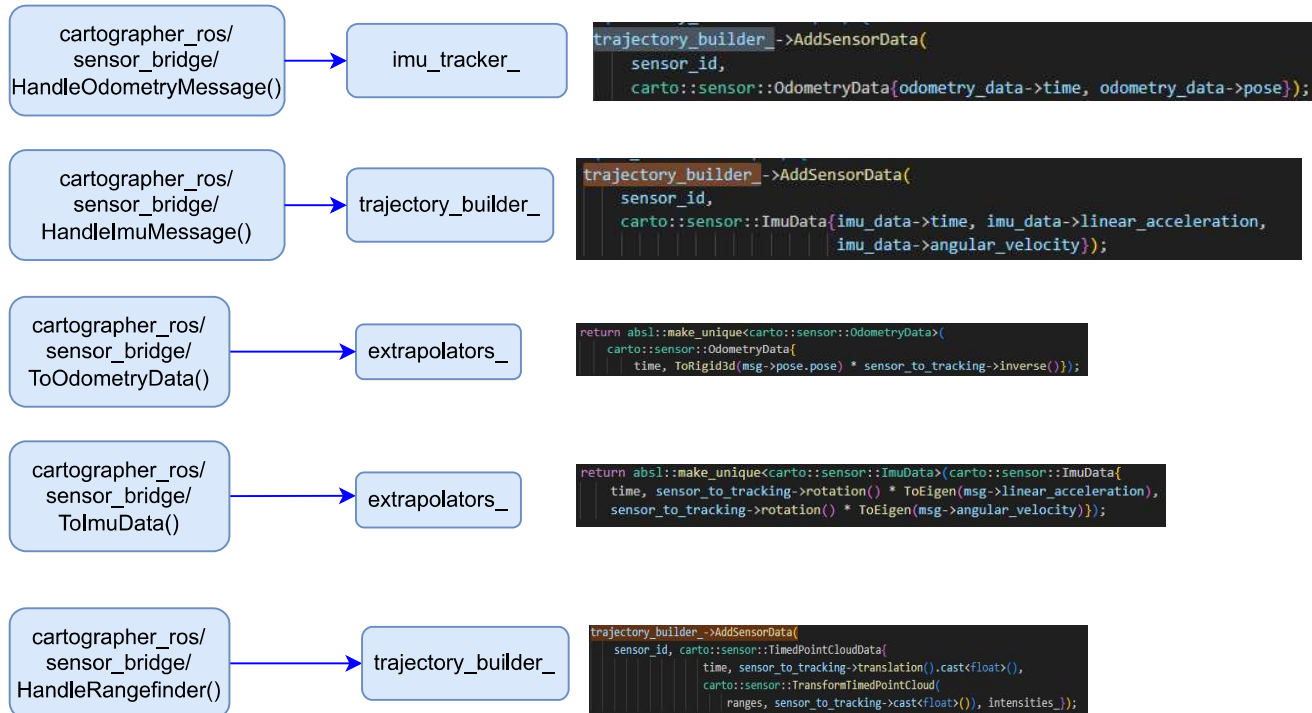 cartographer_ros/
sensor_bridge/
HandleOdometryMessage()
imu_tracker_
trajectory_builder_->AddSensorData(
sensor_id,
carto::sensor::OdometryData{odometry_data->time, odometry_data->pose});
cartographer_ros/
sensor_bridge/
HandleImuMessage()
trajectory_builder_
trajectory_builder_->AddSensorData(
sensor_id,
carto::sensor::ImuData{imu_data->time, imu_data->linear_acceleration,
imu_data->angular_velocity});
cartographer_ros/
sensor_bridge/
ToOdometryData()
extrapolators_
return absl::make_unique<carto::sensor::OdometryData>(
carto::sensor::OdometryData{
time, ToRigid3d(msg->pose.pose) * sensor_to_tracking->inverse()});
cartographer_ros/
sensor_bridge/
ToImuData()
extrapolators_
return absl::make_unique<carto::sensor::ImuData>(carto::sensor::ImuData{
time, sensor_to_tracking->rotation() * ToEigen(msg->linear_acceleration),
sensor_to_tracking->rotation() * ToEigen(msg->angular_velocity)});
cartographer_ros/
sensor_bridge/
HandleRangefinder()
trajectory_builder_
trajectory_builder_->AddSensorData(
sensor_id, carto::sensor::TimedPointCloudData{
time, sensor_to_tracking->translation().cast<float>(),
carto::sensor::TransformTimedPointCloud(
ranges, sensor_to_tracking->cast<float>()), intensities_});